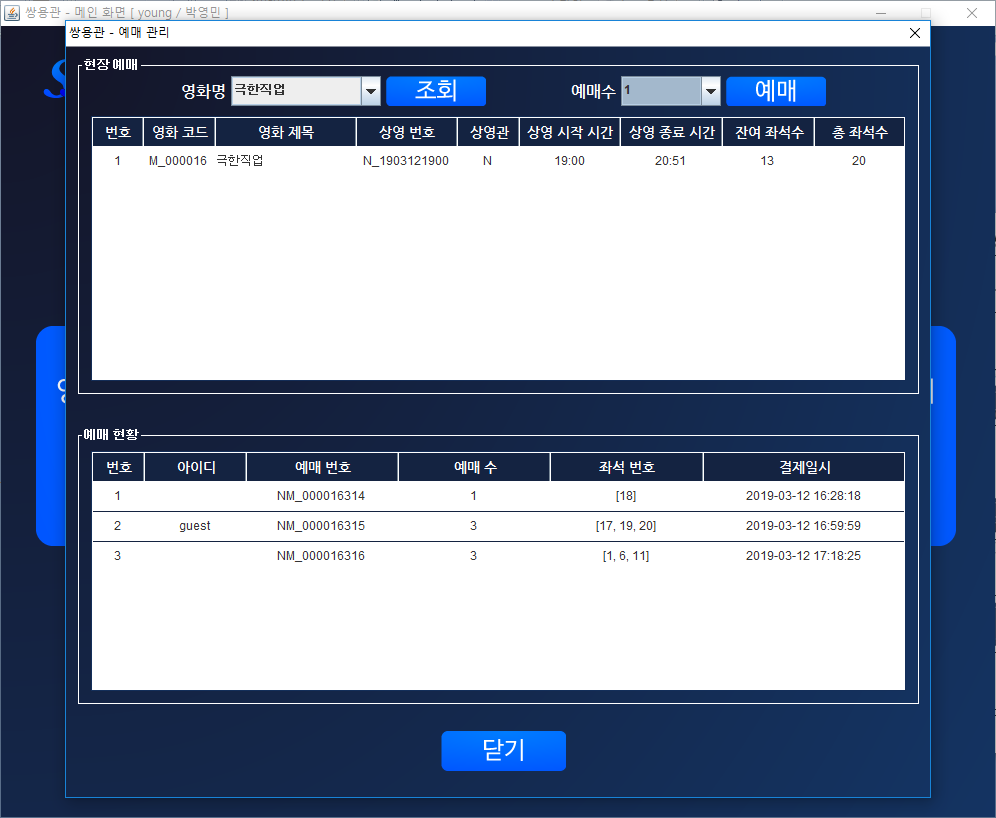 쌍용관 - 메인 화면 [ young / 박영민 ]
쌍용관 - 예매 관리
현장 예매
영화명 극한직업 조회 예매수 1 예매
번호 영화 코드 영화 제목 상영 번호 상영관 상영 시작 시간 상영 종료 시간 잔여 좌석수 총 좌석수
1 M_000016 극한직업 N_1903121900 N 19:00 20:51 13 20
예매 현황
번호 아이디 예매 번호 예매 수 좌석 번호 결제일시
1 NM_000016314 1 [18] 2019-03-12 16:28:18
2 guest NM_000016315 3 [17, 19, 20] 2019-03-12 16:59:59
3 NM_000016316 3 [1, 6, 11] 2019-03-12 17:18:25
닫기